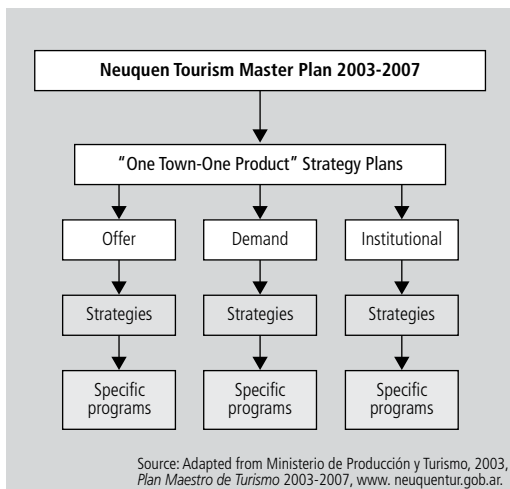 Neuquen Tourism Master Plan 2003-2007
"One Town-One Product" Strategy Plans
Offer
Demand
Institutional
Strategies
Strategies
Strategies
Specific
programs
Specific
programs
Specific
programs
Source: Adapted from Ministerio de Producción y Turismo, 2003,
Plan Maestro de Turismo 2003-2007, www. neuquentur.gob.ar.